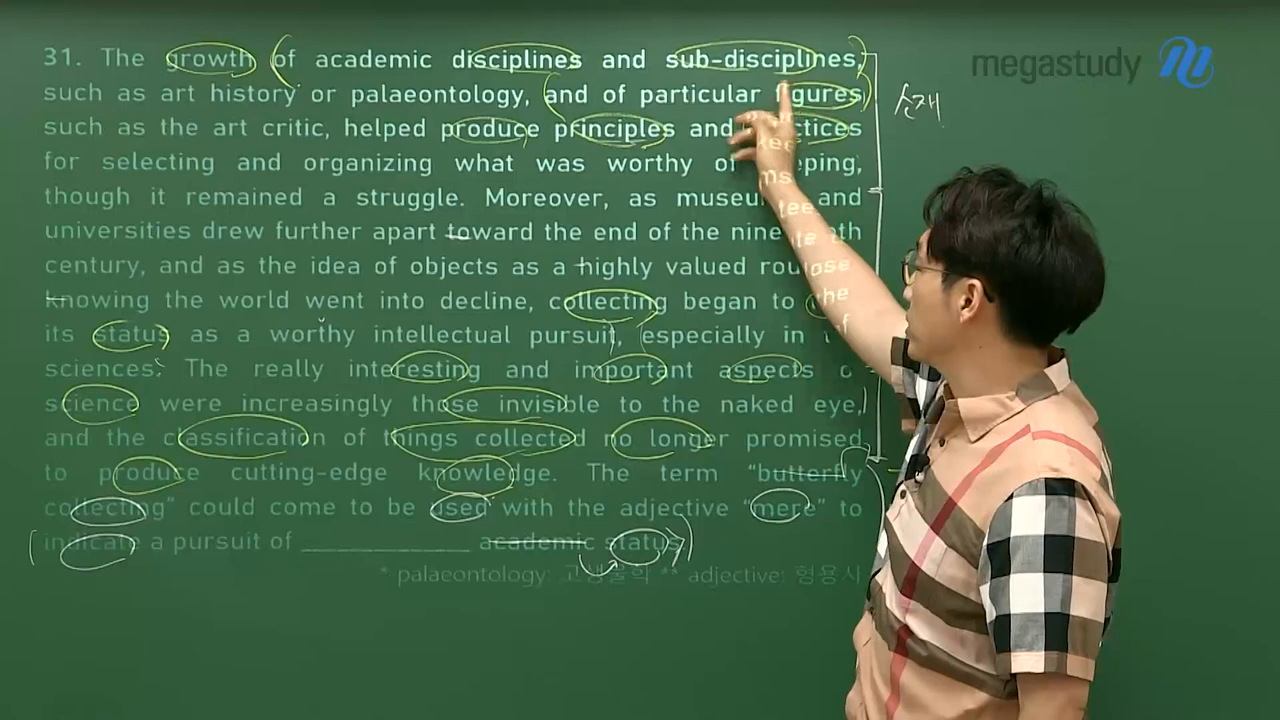 megastudy
31. The growth of academic disciplines and sub-disciplines,
such as art history or palaeontology, and of particular figures
such as the art critic, helped produce principles and
for selecting and organizing what was worthy of
though it remained a struggle. Moreover, as and
universities drew further apart toward the end of the
century, and as the idea of objects as a highly valued
knowing the world went into decline, collecting began to
its status as a worthy intellectual pursuit, especially in
sciences. The really interesting and important aspects
science were increasingly those invisible to the naked eye,
and the classification of things collected no longer promised
to produce cutting-edge knowledge. The term “butterfly
collecting” could come to be used with the adjective “mere” to
indicate a pursuit of ____________ academic status.
* palaeontology: 고생물학 ** adjective: 형용사
소재